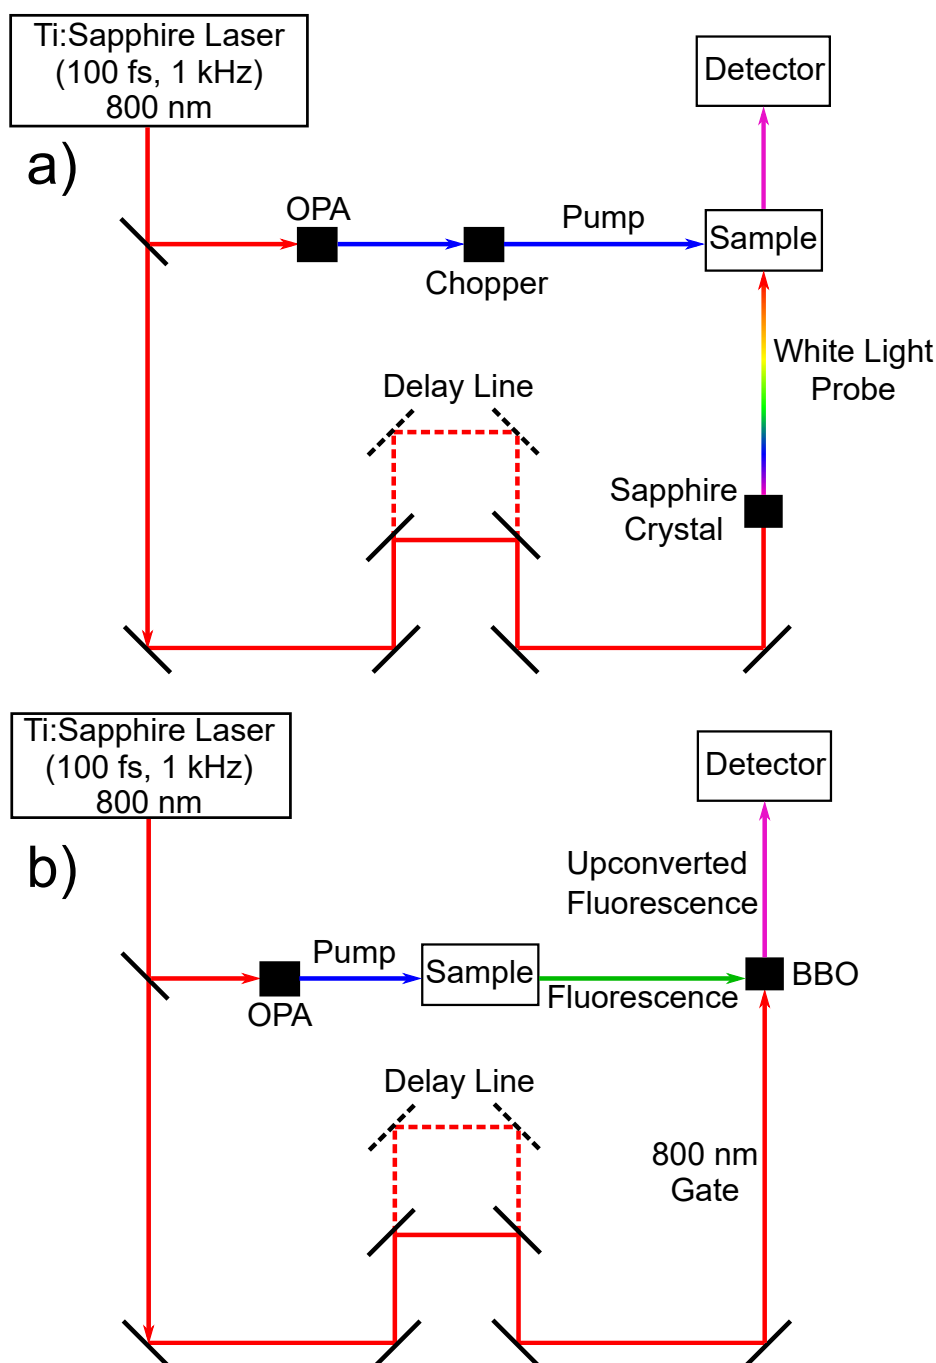 Ti:Sapphire Laser
(100 fs, 1 kHz)
800 nm
a)
Detector
OPA
Pump
Sample
Chopper
White Light
Probe
Delay Line
Sapphire
Crystal
Ti:Sapphire Laser
(100 fs, 1 kHz)
800 nm
b)
Detector
Upconverted
Fluorescence
Pump
Sample
BBO
OPA
Fluorescence
Delay Line
800 nm
Gate